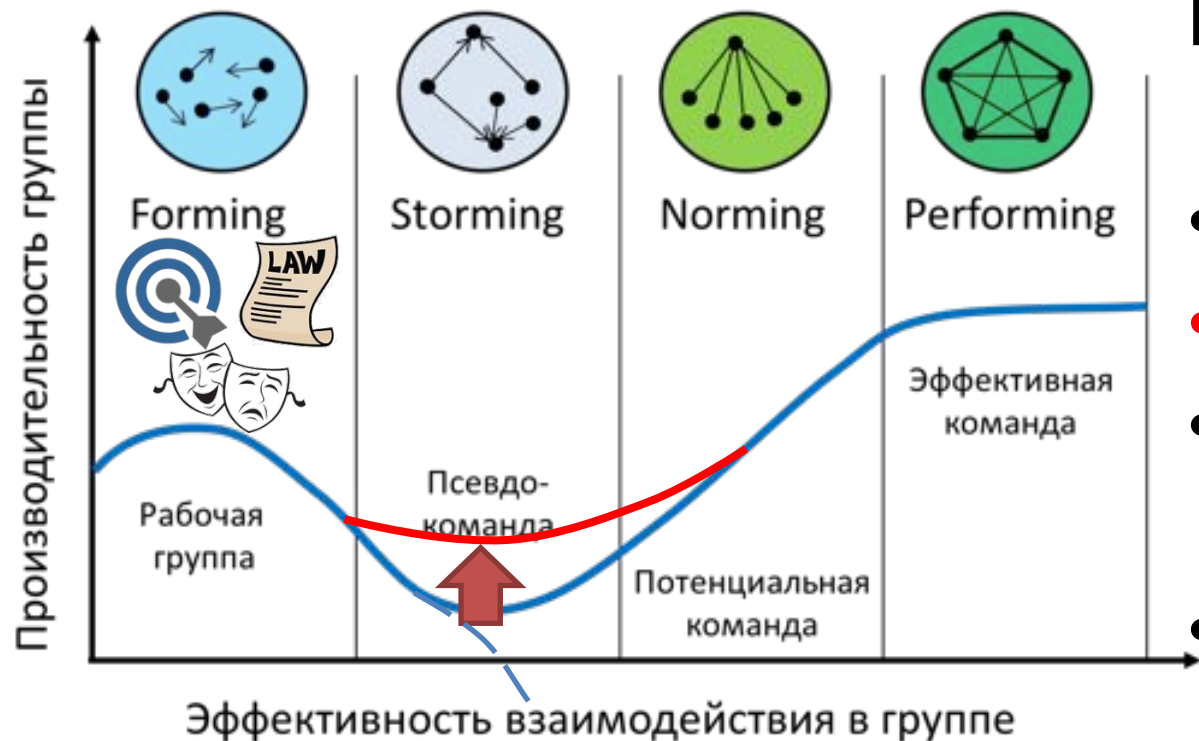 Производительность группы
Forming
Storming
Norming
Performing
LAW
Рабочая
группа
Псевдо-
команда
Потенциальная
команда
Эффективная
команда
Эффективность взаимодействия в группе